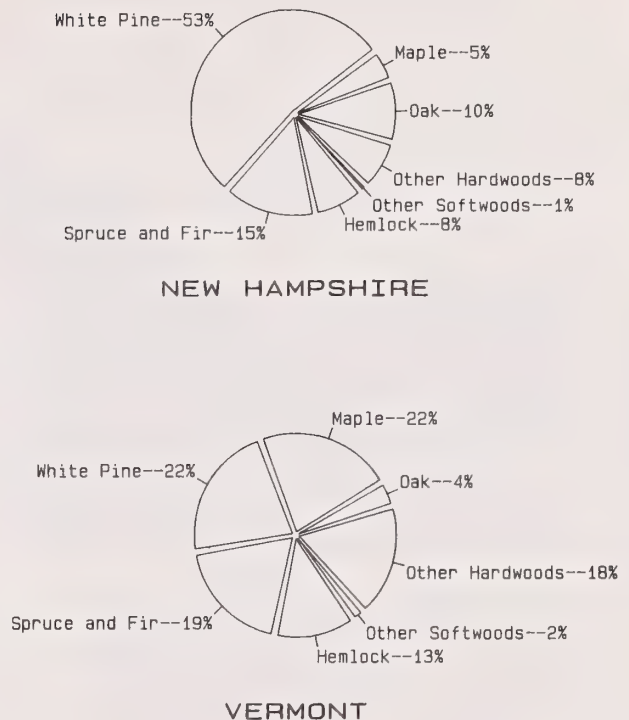 White Pine--53%
Maple--5%
Oak--10%
Other Hardwoods--8%
Other Softwoods--1%
Hemlock--8%
Spruce and Fir--15%
NEW HAMPSHIRE
Maple--22%
White Pine--22%
Oak--4%
Other Hardwoods--18%
Other Softwoods--2%
Spruce and Fir--19%
Hemlock--13%
VERMONT